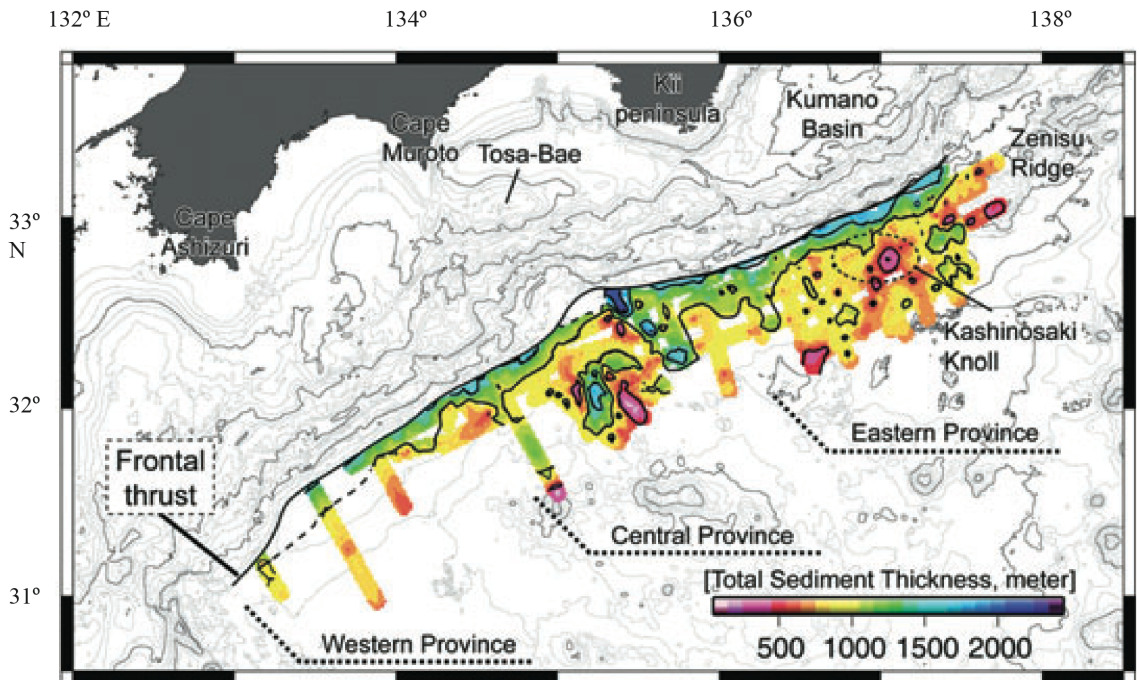 132º E
134º
136º
138º
Kii
peninsula
Kumano
Basin
Cape
Muroto
Tosa-Bae
Zenisu
Ridge
33º
N
Cape
Ashizuri
Kashinosaki
Knoll
32º
Eastern Province
Frontal
thrust
Central Province
[Total Sediment Thickness, meter]
31º
500 1000 1500 2000
Western Province